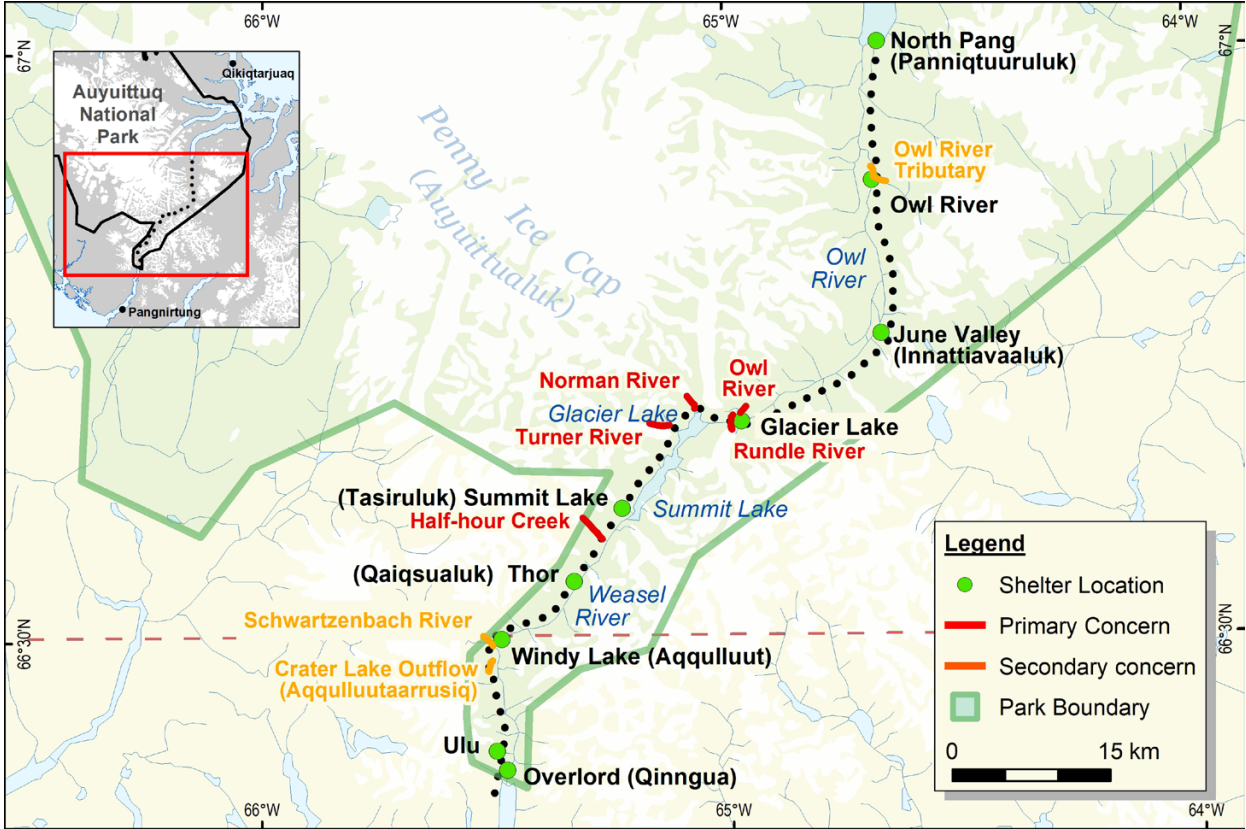 66°W
65°W
64°W
67°N
67°N
Qikiqtarjuaq
Auyuittuq
National
Park
Pangnirtung
Penny Ice Cap
(Auyuittualuk)
North Pang
(Panniqtuuruluk)
Owl River
Tributary
Owl River
Owl
River
June Valley
(Innattiavaaluk)
Norman River
Owl
River
Glacier Lake
Turner River
Glacier Lake
Rundle River
(Tasiruluk) Summit Lake
Summit Lake
Half-hour Creek
(Qaiqsualuk) Thor
Weasel
River
Schwartzenbach River
66°30'N
66°30'N
Windy Lake (Aqqulluut)
Crater Lake Outflow
(Aqqulluutaarrusiq)
Ulu
Overlord (Qinngua)
Legend
Shelter Location
Primary Concern
Secondary concern
Park Boundary
0 15 km
66°W
65°W
64°W